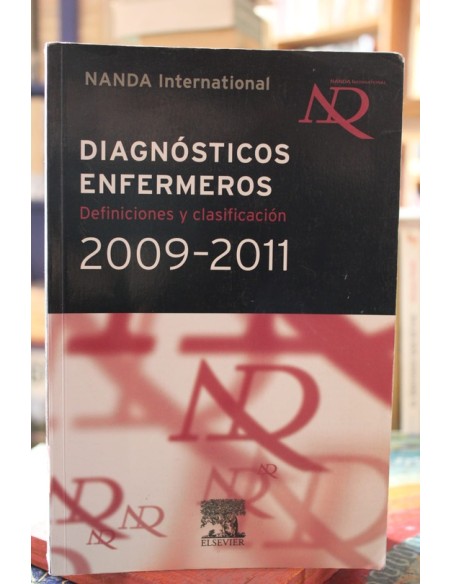 NANDA International
DIAGNÓSTICOS
ENFERMEROS
Definiciones y clasificación
2009-2011
ELSEVIER